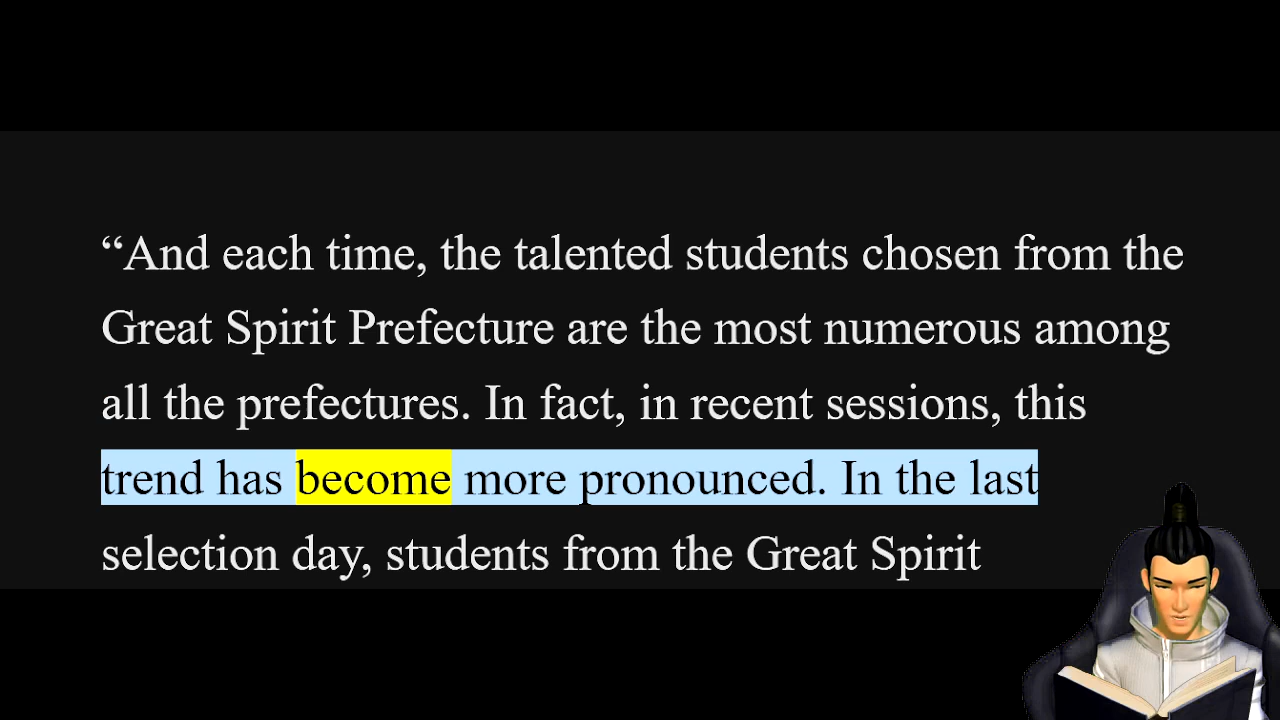 “And each time, the talented students chosen from the
Great Spirit Prefecture are the most numerous among
all the prefectures. In fact, in recent sessions, this
trend has become more pronounced. In the last
selection day, students from the Great Spirit